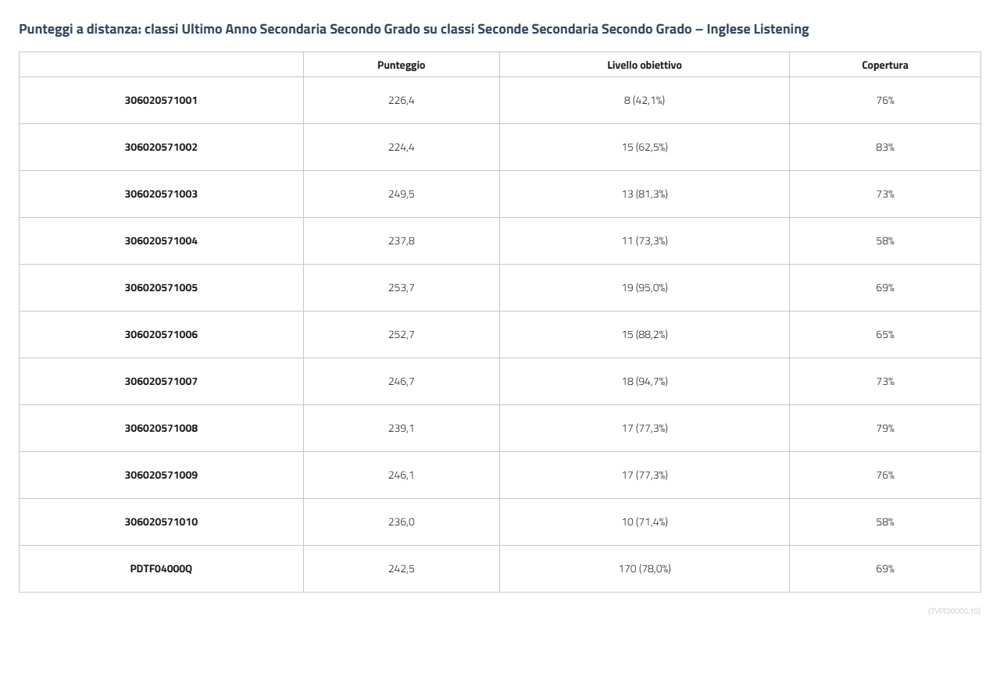 Punteggi a distanza: classi Ultimo Anno Secondaria Secondo Grado su classi Seconde Secondaria Secondo Grado – Inglese Listening
Punteggio Livello obiettivo Copertura
306020571001 226,4 8 (42,1%) 76%
306020571002 224,4 15 (62,5%) 83%
306020571003 249,5 13 (81,3%) 73%
306020571004 237,8 11 (73,3%) 58%
306020571005 253,7 19 (95,0%) 69%
306020571006 252,7 15 (88,2%) 65%
306020571007 246,7 18 (94,7%) 73%
306020571008 239,1 17 (77,3%) 79%
306020571009 246,1 17 (77,3%) 76%
306020571010 236,0 10 (71,4%) 58%
PDTF04000Q 242,5 170 (78,0%) 69%
[TVPDXXXXL10]